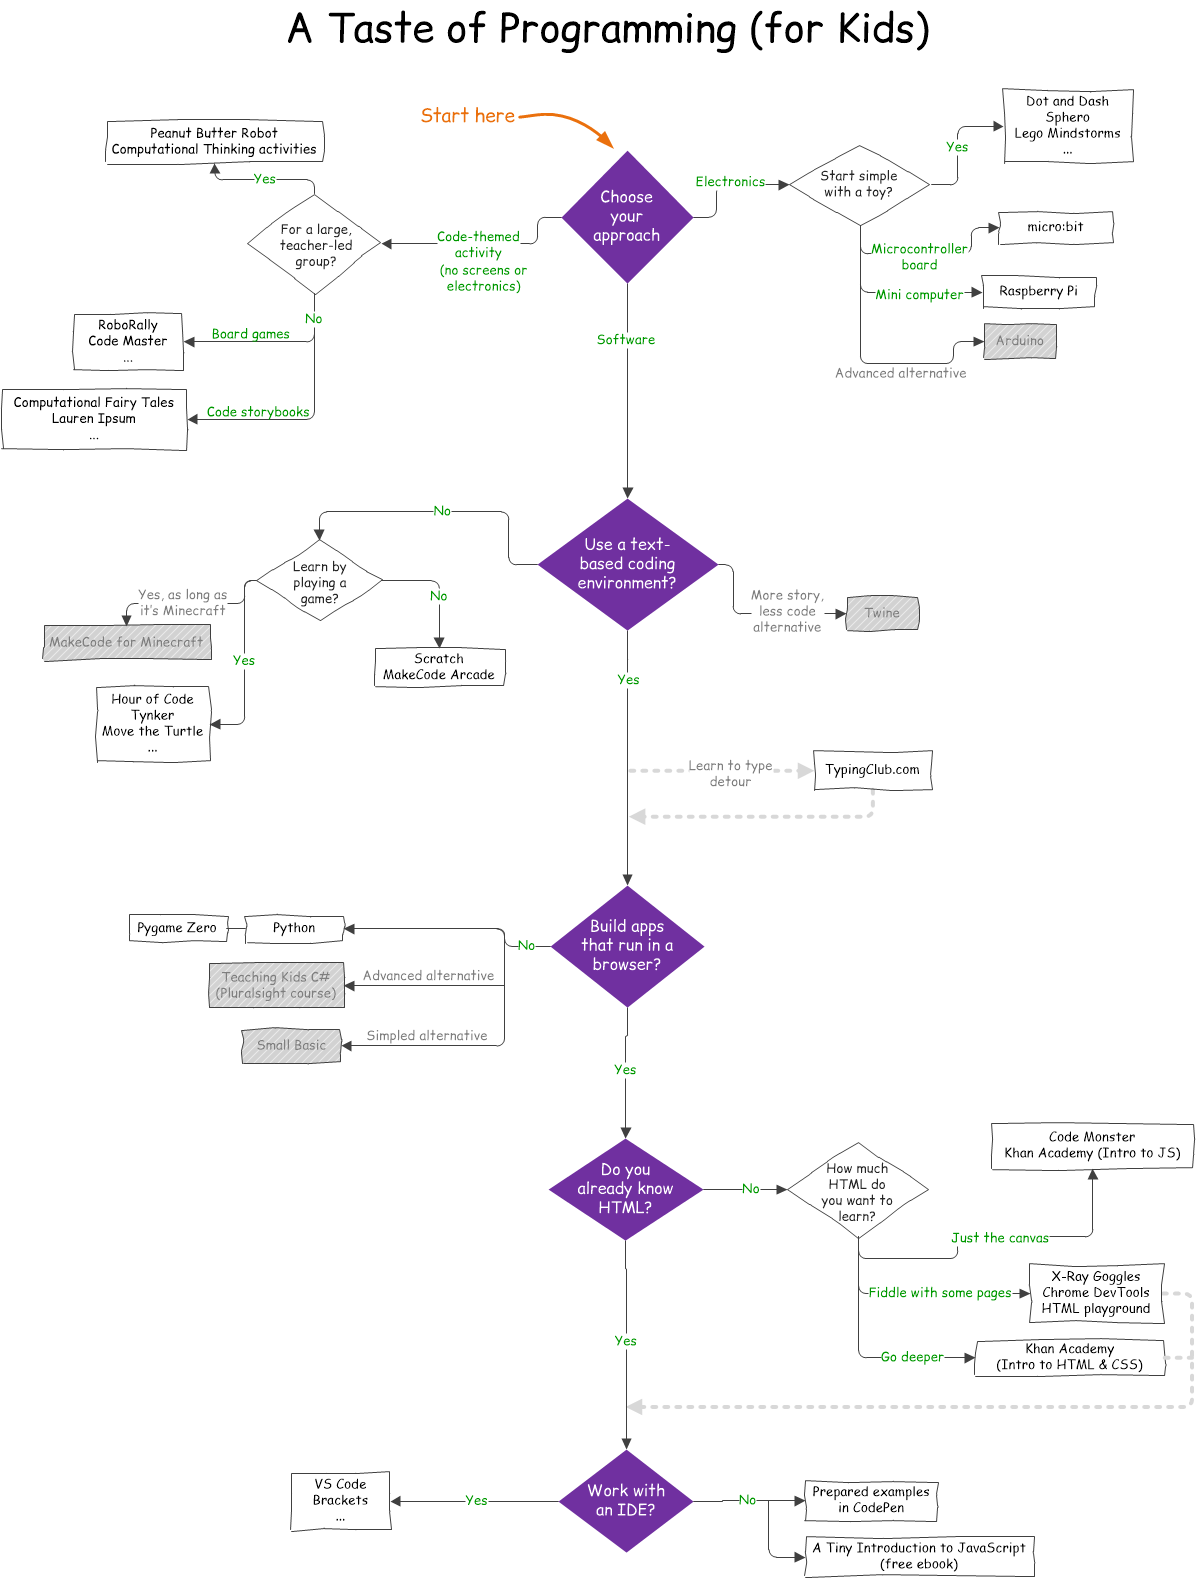 A Taste of Programming (for Kids)
Start here
Choose
your
approach
Electronics
Start simple
with a toy?
Yes
Dot and Dash
Sphero
Lego Mindstorms
...
Microcontroller
board
micro:bit
Mini computer
Raspberry Pi
Advanced alternative
Arduino
Code-themed
activity
(no screens or
electronics)
For a large,
teacher-led
group?
Yes
Peanut Butter Robot
Computational Thinking activities
No
Board games
RoboRally
Code Master
...
Code storybooks
Computational Fairy Tales
Lauren Ipsum
...
Software
Use a text-
based coding
environment?
No
Learn by
playing a
game?
Yes, as long as
it's Minecraft
MakeCode for Minecraft
Yes
Hour of Code
Tynker
Move the Turtle
...
No
Scratch
MakeCode Arcade
More story,
less code
alternative
Twine
Yes
Learn to type
detour
TypingClub.com
Build apps
that run in a
browser?
No
Python
Pygame Zero
Advanced alternative
Teaching Kids C#
(Pluralsight course)
Simpled alternative
Small Basic
Yes
Do you
already know
HTML?
No
How much
HTML do
you want to
learn?
Just the canvas
Code Monster
Khan Academy (Intro to JS)
Fiddle with some pages
X-Ray Goggles
Chrome DevTools
HTML playground
Go deeper
Khan Academy
(Intro to HTML & CSS)
Yes
Work with
an IDE?
Yes
VS Code
Brackets
...
No
Prepared examples
in CodePen
A Tiny Introduction to JavaScript
(free ebook)